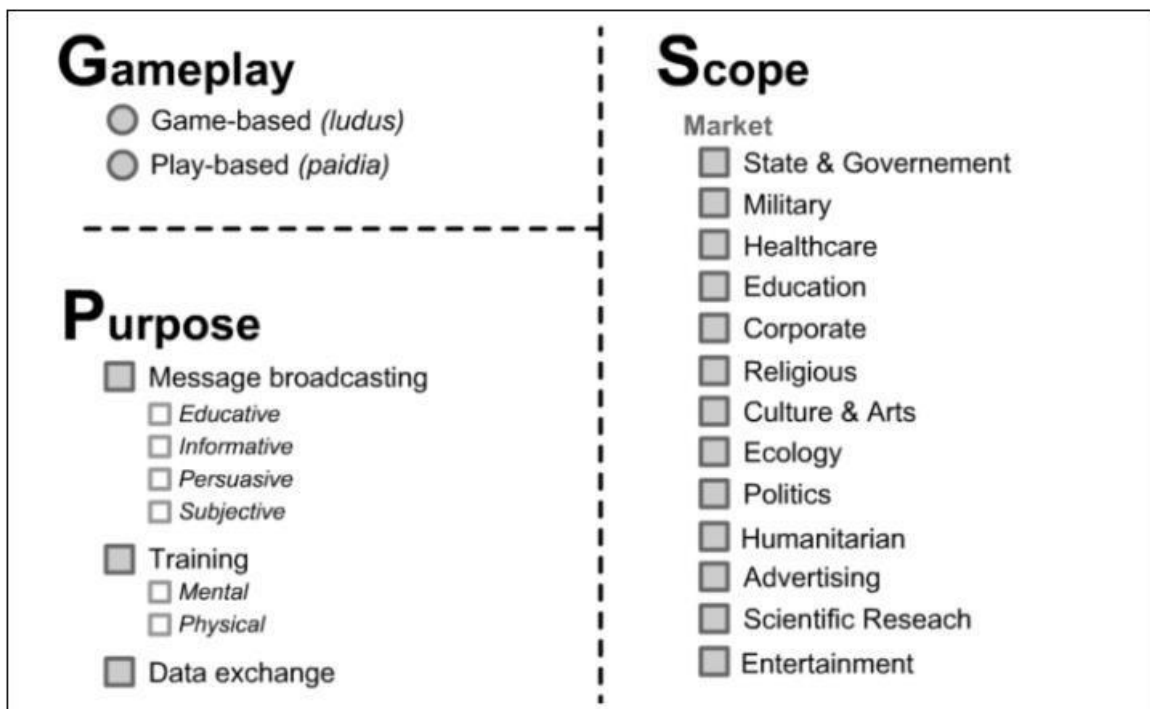 Gameplay
Game-based (ludus)
Play-based (paidia)
Purpose
Message broadcasting
Educative
Informative
Persuasive
Subjective
Training
Mental
Physical
Data exchange
Scope
Market
State & Governement
Military
Healthcare
Education
Corporate
Religious
Culture & Arts
Ecology
Politics
Humanitarian
Advertising
Scientific Reseach
Entertainment